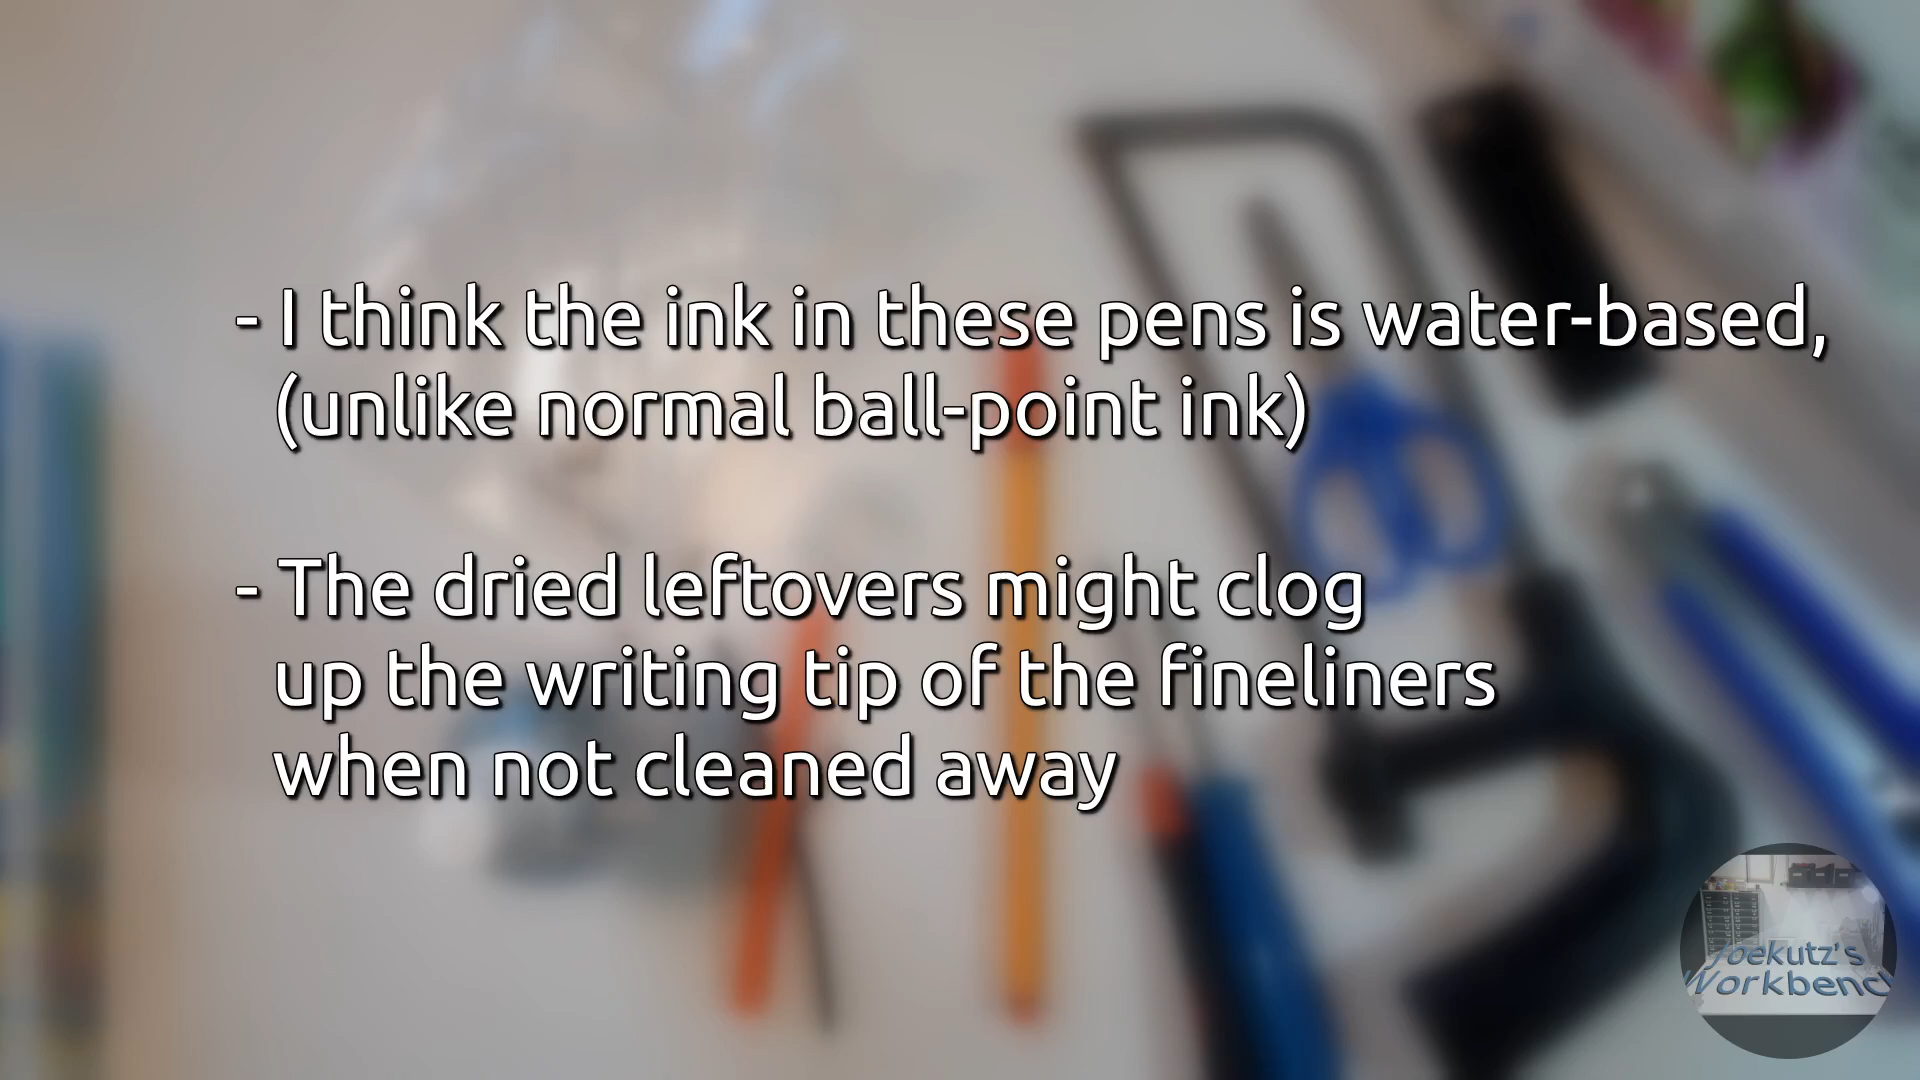 - I think the ink in these pens is water-based,
(unlike normal ball-point ink)
- The dried leftovers might clog
up the writing tip of the fineliners
when not cleaned away
Joekutz's
Workbench